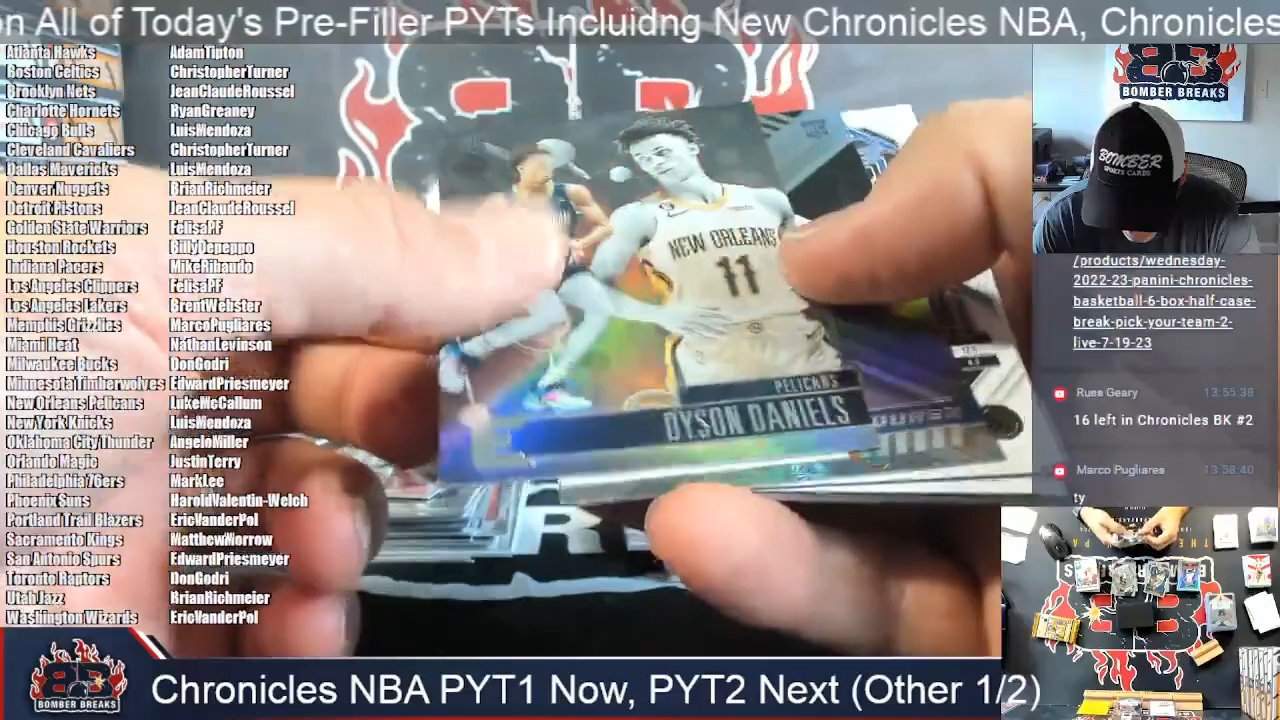 on All of Today's Pre-Filler PYTs Incluidng New Chronicles NBA, Chronicles
Atlanta Hawks AdamTipton
Boston Celtics ChristopherTurner
Brooklyn Nets JeanClaudeRoussel
Charlotte Hornets RyanGreaney
Chicago Bulls LuisMendoza
Cleveland Cavaliers ChristopherTurner
Dallas Mavericks LuisMendoza
Denver Nuggets BrianRichmeier
Detroit Pistons JeanClaudeRoussel
Golden State Warriors FelisaP.F
Houston Rockets BillyDepeppo
Indiana Pacers MikeRibaudo
Los Angeles Clippers FelisaP.F
Los Angeles Lakers BrentWebster
Memphis Grizzlies MarcoPugliares
Miami Heat NathanLevinson
Milwaukee Bucks DonGodri
Minnesota Timberwolves EdwardPriesmeyer
New Orleans Pelicans LukeMcCallum
New York Knicks LuisMendoza
Oklahoma City Thunder AngeloMiller
Orlando Magic JustinTerry
Philadelphia 76ers MarkLee
Phoenix Suns HaroldValentin-Welch
Portland Trail Blazers EricVanderPol
Sacramento Kings MatthewMorrow
San Antonio Spurs EdwardPriesmeyer
Toronto Raptors DonGodri
Utah Jazz BrianRichmeier
Washington Wizards EricVanderPol
NEW ORLEANS
11
PELICANS
DYSON DANIELS
BOMBER BREAKS
BOMBER
SPORTS CARDS
/products/wednesday-
2022-23-panini-chronicles-
basketball-6-box-half-case-
break-pick-your-team-2-
live-7-19-23
Russ Geary 13:55:38
16 left in Chronicles BK #2
Marco Pugliares 13:58:40
ty
BOMBER BREAKS
Chronicles NBA PYT1 Now, PYT2 Next (Other 1/2)